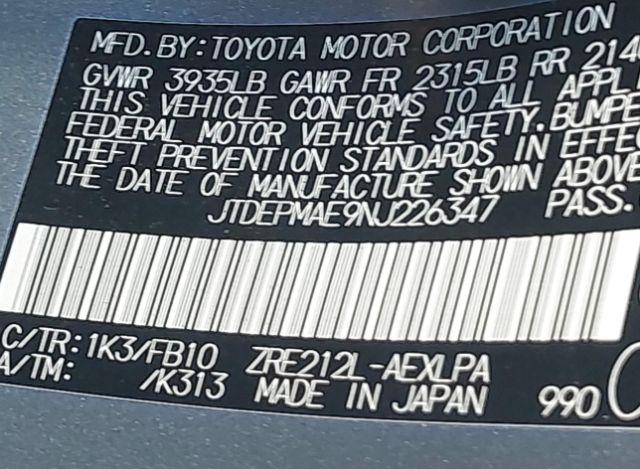 MFD. BY: TOYOTA MOTOR CORPORATION
GVWR 3935LB GAWR FR 2315LB RR
THIS VEHICLE CONFORMS TO ALL APPL
FEDERAL MOTOR VEHICLE SAFETY, BUMPE
THEFT PREVENTION STANDARDS IN EFFE
THE DATE OF MANUFACTURE SHOWN ABOVE
JTDEPMAE9NJ226347 PASS.
C/TR: 1K3/FB10 ZRE212L-AEXLPA
A/TM: /K313 MADE IN JAPAN 990